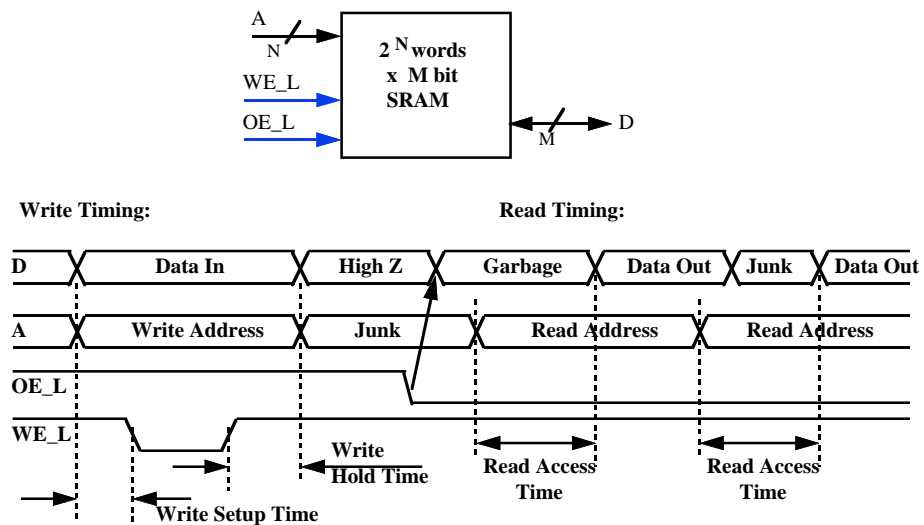 A
N
2 N words
x M bit
SRAM
WE_L
OE_L
M
D
Write Timing:
Read Timing:
D
Data In
High Z
Garbage
Data Out
Junk
Data Out
A
Write Address
Junk
Read Address
Read Address
OE_L
WE_L
Write
Hold Time
Read Access
Time
Read Access
Time
Write Setup Time